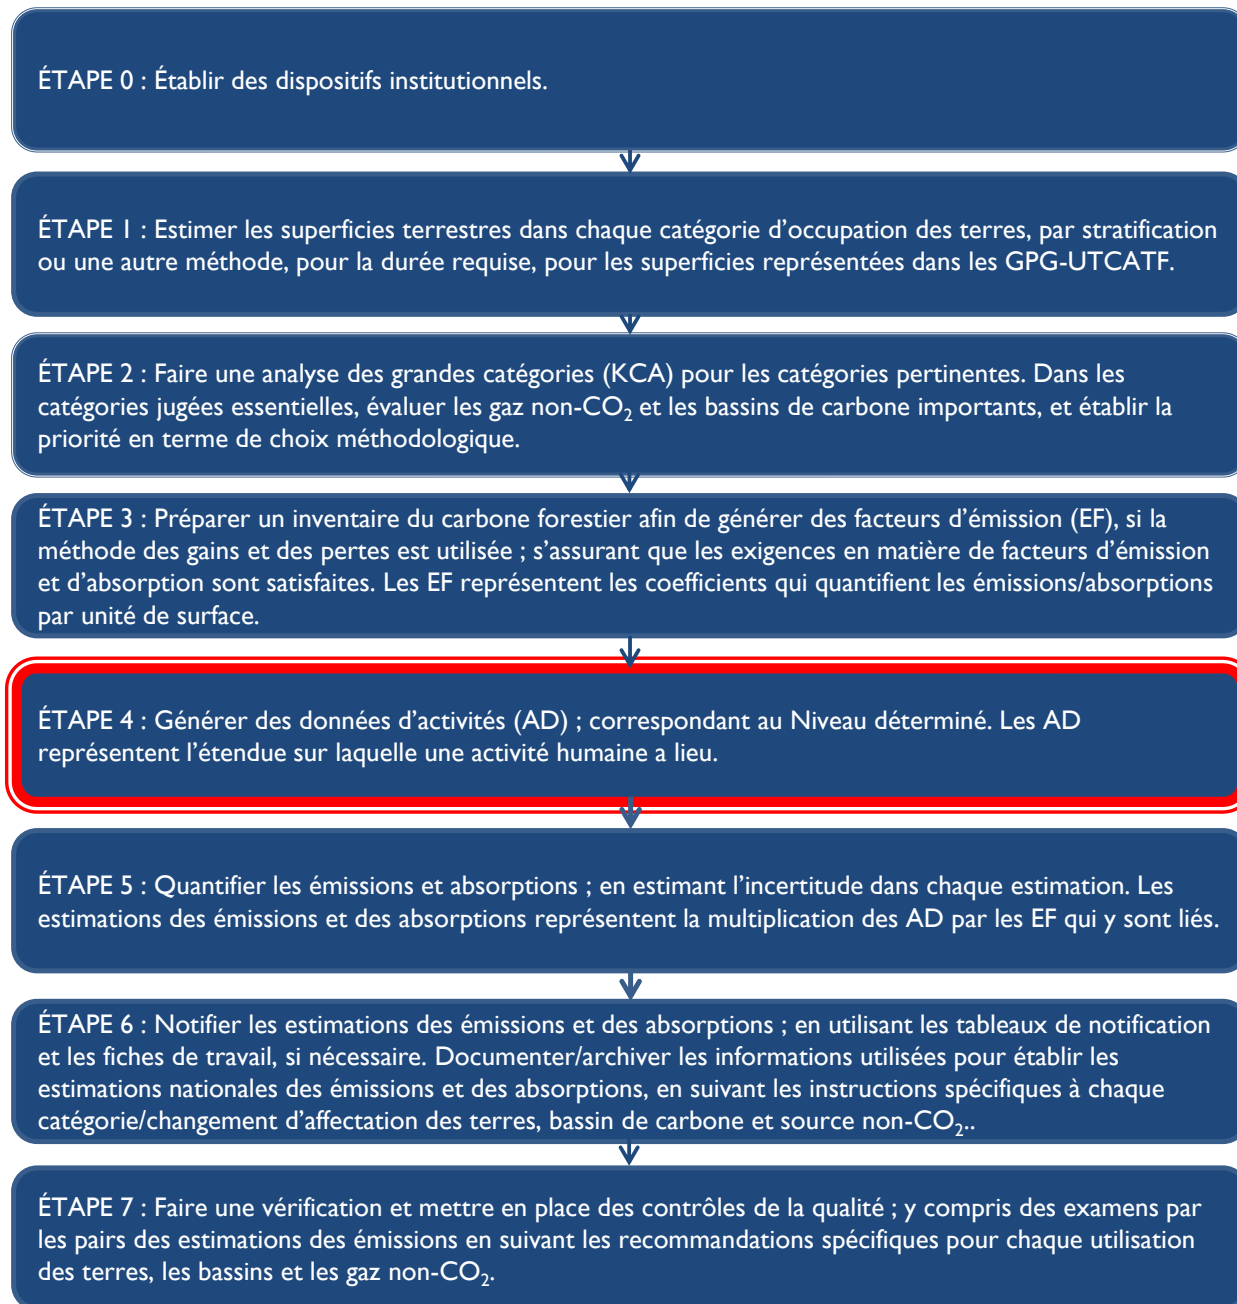 ÉTAPE 0 : Établir des dispositifs institutionnels.
ÉTAPE 1 : Estimer les superficies terrestres dans chaque catégorie d’occupation des terres, par stratification
ou une autre méthode, pour la durée requise, pour les superficies représentées dans les GPG-UTCATF.
ÉTAPE 2 : Faire une analyse des grandes catégories (KCA) pour les catégories pertinentes. Dans les
catégories jugées essentielles, évaluer les gaz non-CO₂ et les bassins de carbone importants, et établir la
priorité en terme de choix méthodologique.
ÉTAPE 3 : Préparer un inventaire du carbone forestier afin de générer des facteurs d’émission (EF), si la
méthode des gains et des pertes est utilisée ; s’assurant que les exigences en matière de facteurs d’émission
et d’absorption sont satisfaites. Les EF représentent les coefficients qui quantifient les émissions/absorptions
par unité de surface.
ÉTAPE 4 : Générer des données d’activités (AD) ; correspondant au Niveau déterminé. Les AD
représentent l’étendue sur laquelle une activité humaine a lieu.
ÉTAPE 5 : Quantifier les émissions et absorptions ; en estimant l’incertitude dans chaque estimation. Les
estimations des émissions et des absorptions représentent la multiplication des AD par les EF qui y sont liés.
ÉTAPE 6 : Notifier les estimations des émissions et des absorptions ; en utilisant les tableaux de notification
et les fiches de travail, si nécessaire. Documenter/archiver les informations utilisées pour établir les
estimations nationales des émissions et des absorptions, en suivant les instructions spécifiques à chaque
catégorie/changement d’affectation des terres, bassin de carbone et source non-CO₂..
ÉTAPE 7 : Faire une vérification et mettre en place des contrôles de la qualité ; y compris des examens par
les pairs des estimations des émissions en suivant les recommandations spécifiques pour chaque utilisation
des terres, les bassins et les gaz non-CO₂.